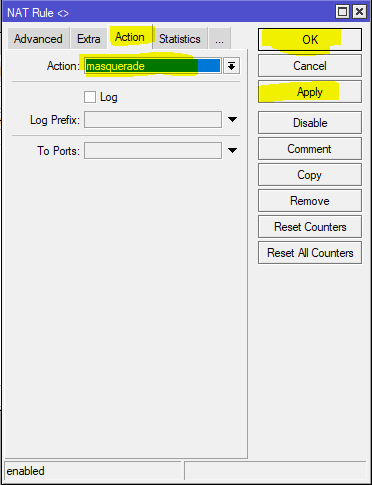 NAT Rule <>
Advanced Extra Action Statistics ...
Action: masquerade
Log
Log Prefix:
To Ports:
OK
Cancel
Apply
Disable
Comment
Copy
Remove
Reset Counters
Reset All Counters
enabled